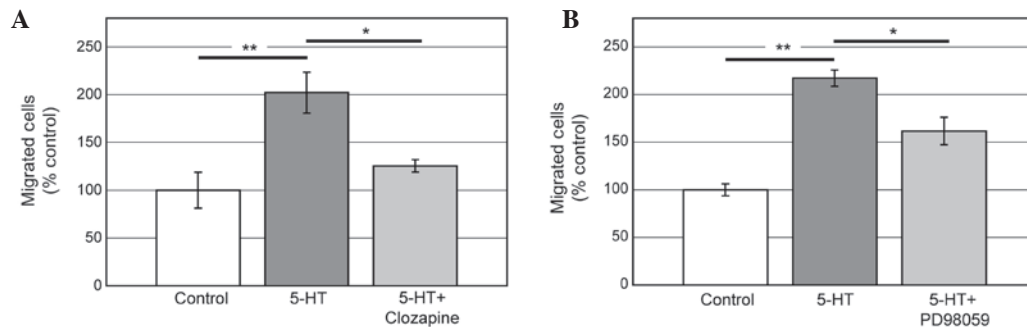 A
Migrated cells
(% control)
250
200
150
100
50
0
**
*
Control
5-HT
5-HT+
Clozapine
B
Migrated cells
(% control)
250
200
150
100
50
0
**
*
Control
5-HT
5-HT+
PD98059